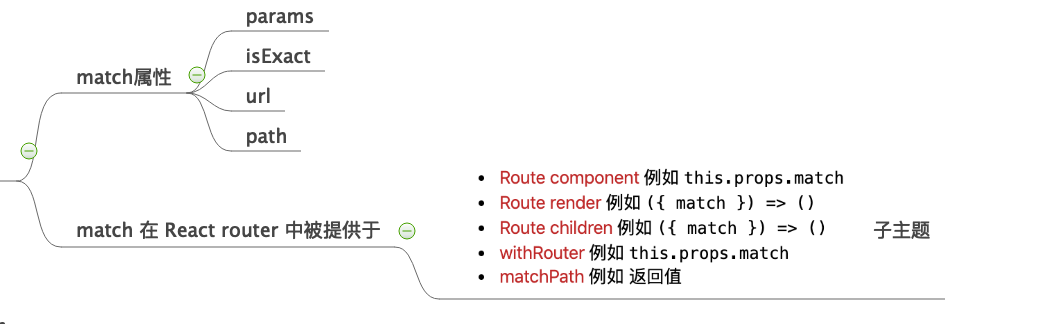 params
isExact
match属性
url
path
Route component 例如 this.props.match
Route render 例如 ({ match }) => ()
Route children 例如 ({ match }) => ()
match 在 React router 中被提供于
子主题
withRouter 例如 this.props.match
matchPath 例如 返回值